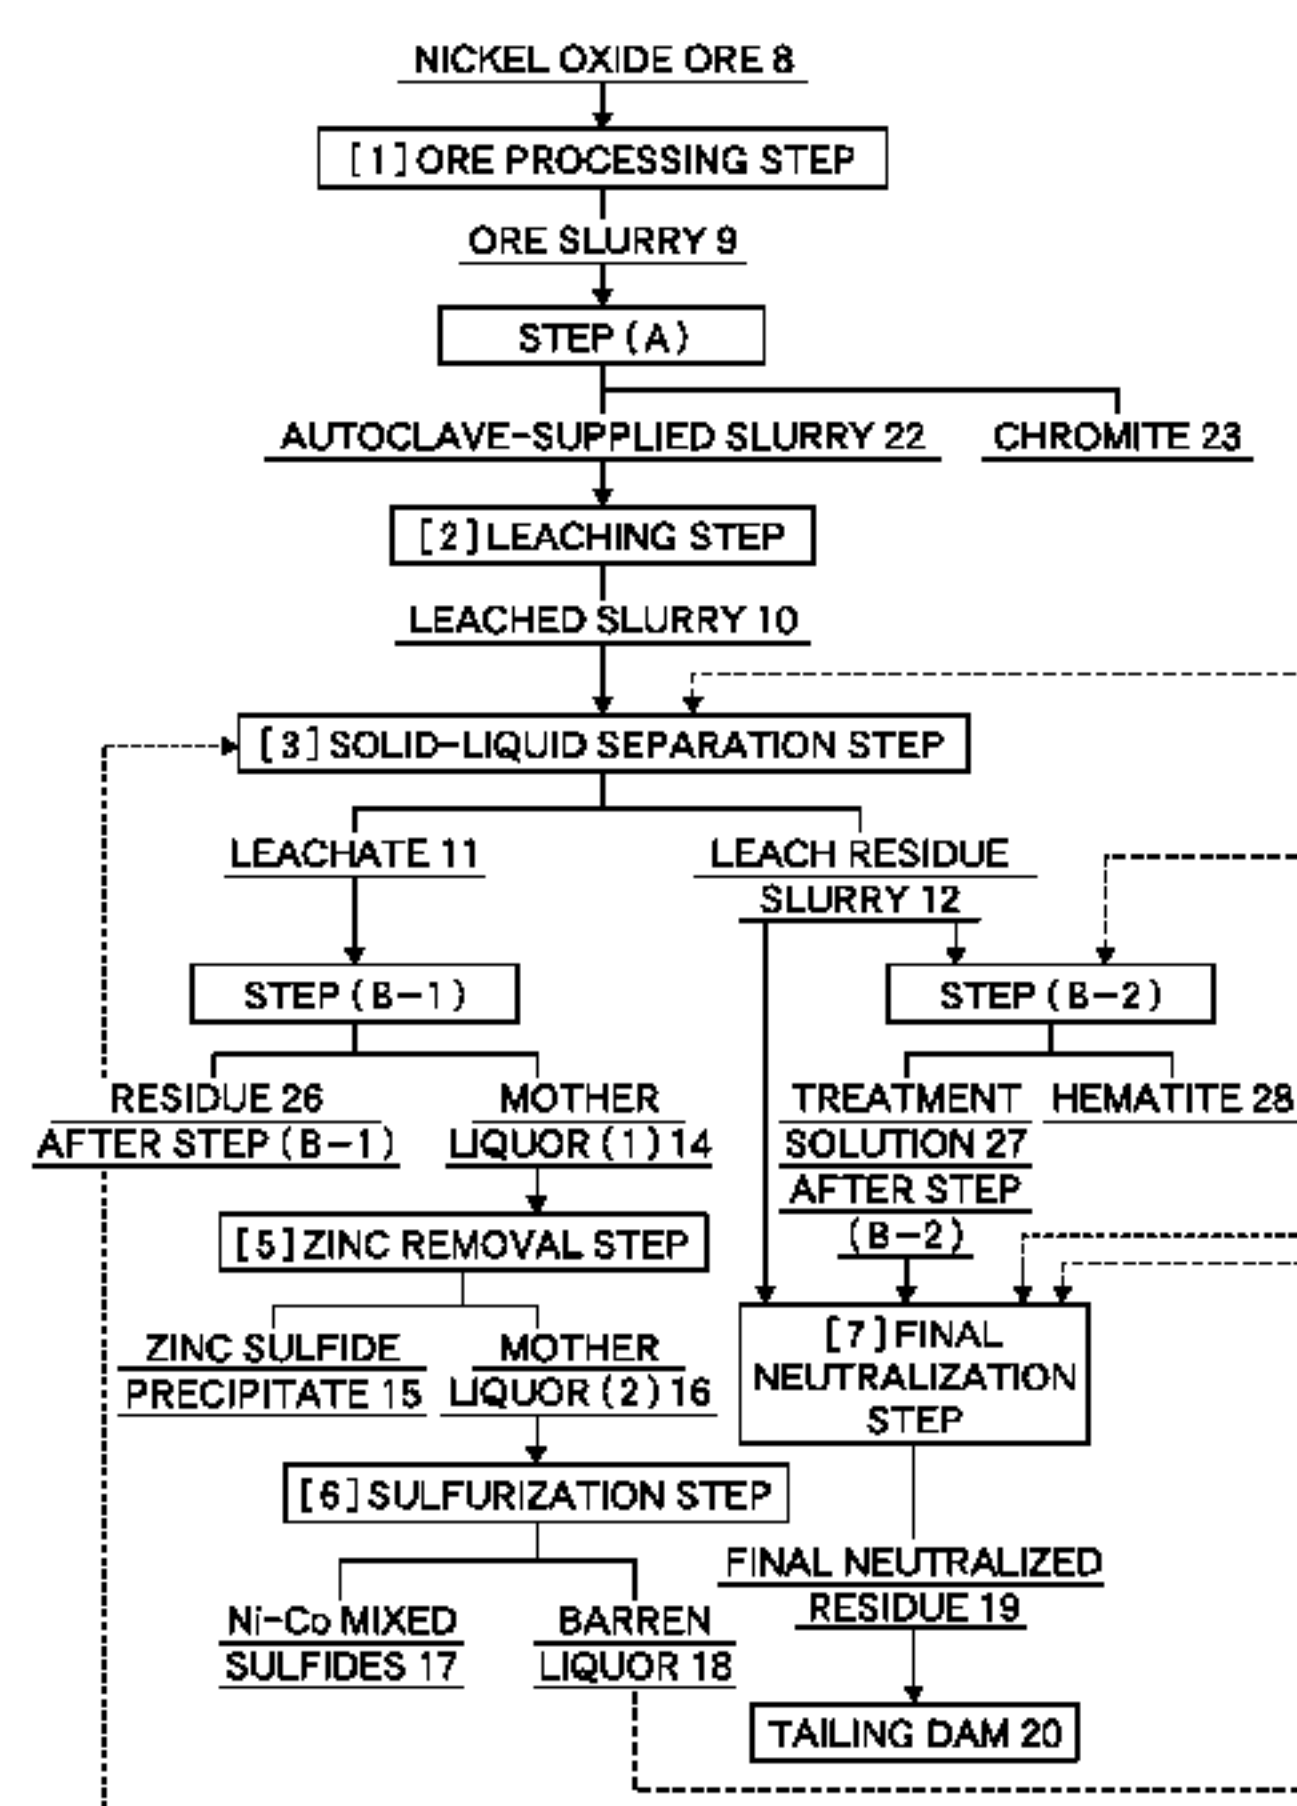 NICKEL OXIDE ORE 8
[1] ORE PROCESSING STEP
ORE SLURRY 9
STEP (A)
AUTOCLAVE-SUPPLIED SLURRY 22
CHROMITE 23
[2] LEACHING STEP
LEACHED SLURRY 10
[3] SOLID-LIQUID SEPARATION STEP
LEACHATE 11
LEACH RESIDUE
SLURRY 12
STEP (B-1)
STEP (B-2)
RESIDUE 26
AFTER STEP (B-1)
MOTHER
LIQUOR (1) 14
TREATMENT
SOLUTION 27
AFTER STEP
(B-2)
HEMATITE 28
[5] ZINC REMOVAL STEP
ZINC SULFIDE
PRECIPITATE 15
MOTHER
LIQUOR (2) 16
[7] FINAL
NEUTRALIZATION
STEP
[6] SULFURIZATION STEP
Ni-Co MIXED
SULFIDES 17
BARREN
LIQUOR 18
FINAL NEUTRALIZED
RESIDUE 19
TAILING DAM 20